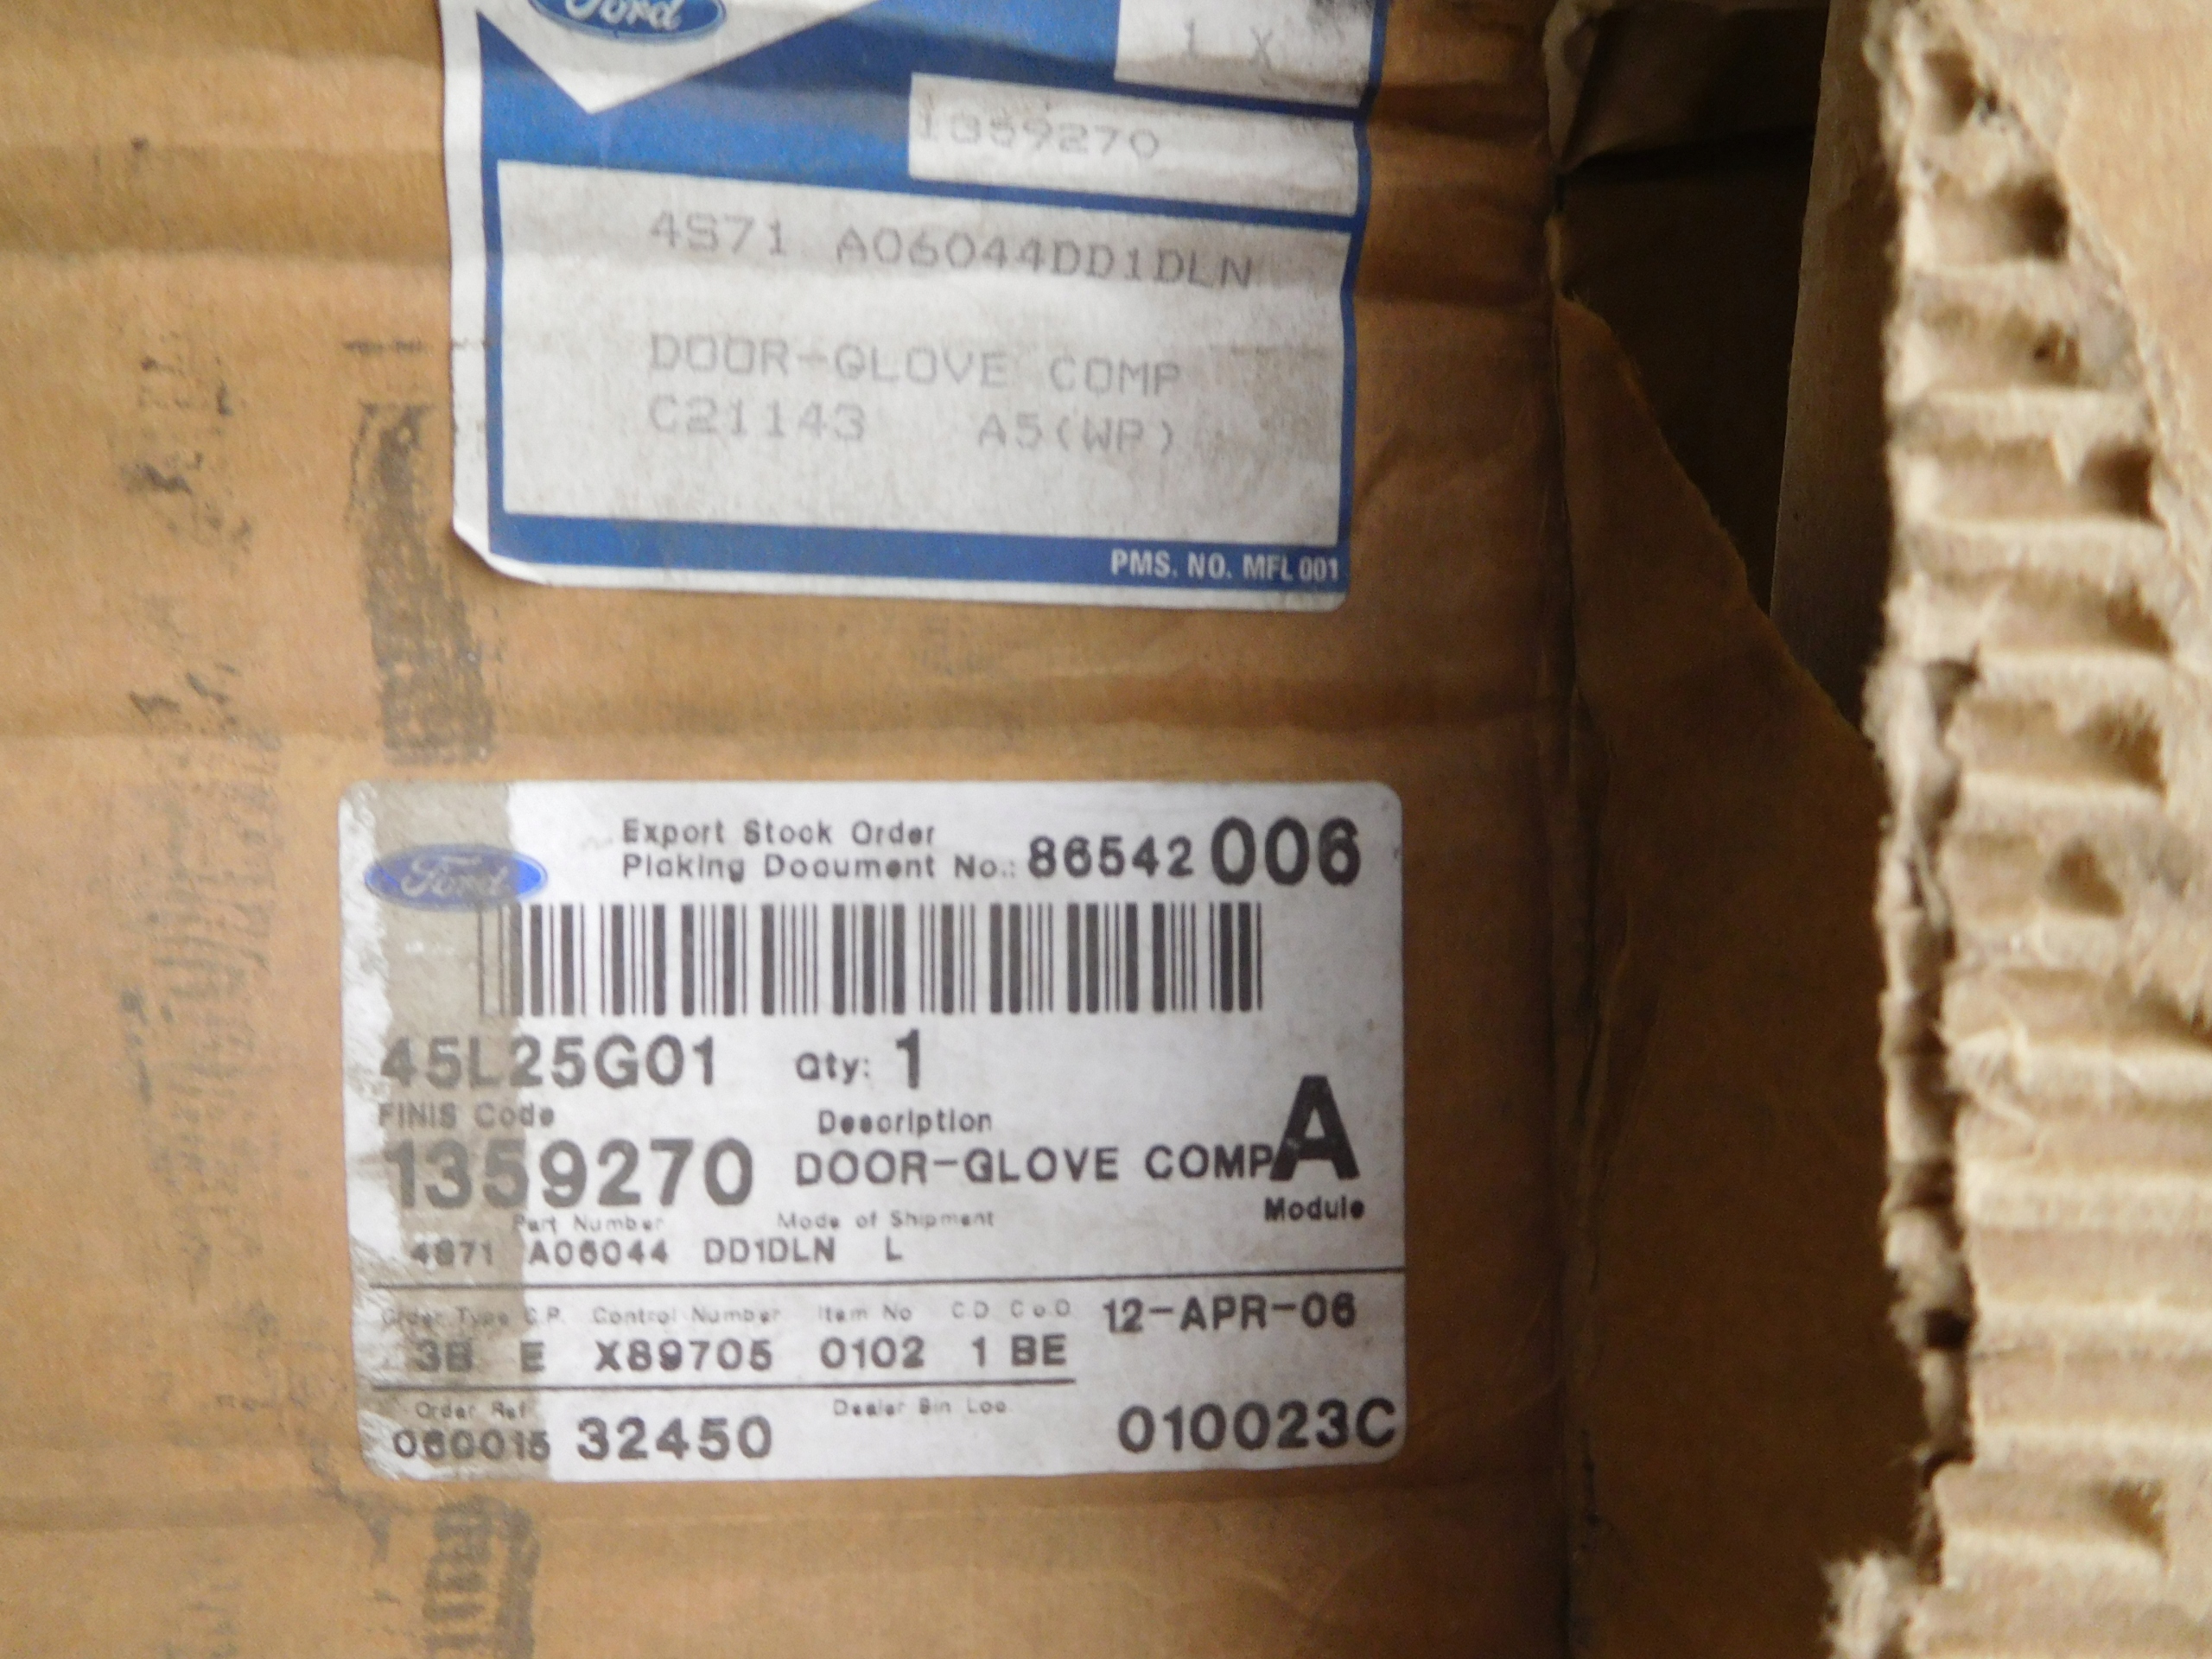 Ford
1 X
1359270
4S71 A06044DD1DLN
DOOR-GLOVE COMP
C21143 A5(WP)
PMS. NO. MFL 001
Export Stock Order
Picking Document No.: 86542 006
Ford
45L25G01 Qty: 1
FINIS Code Description
1359270 DOOR-GLOVE COMP A
Part Number Mode of Shipment Module
4S71 A06044 DD1DLN L
Order Type C.P. Control Number Item No C.D C.o.O 12-APR-06
3B E X89705 0102 1 BE
Order Ref Dealer Bin Loc.
060015 32450 010023C